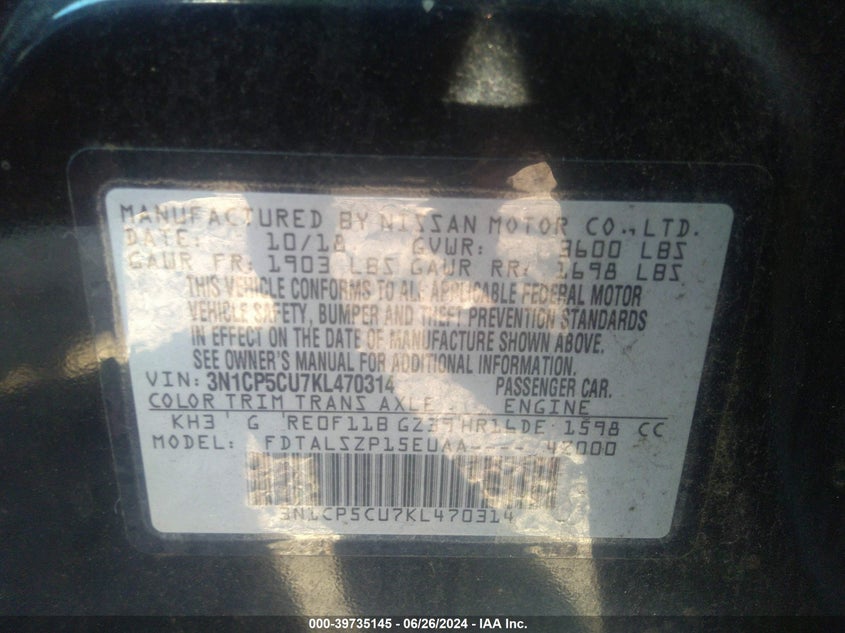 MANUFACTURED BY NISSAN MOTOR CO., LTD.
DATE: 10/18 GVWR: 3600 LBS
GAWR FR: 1903 LBS GAWR RR: 1698 LBS
THIS VEHICLE CONFORMS TO ALL APPLICABLE FEDERAL MOTOR
VEHICLE SAFETY, BUMPER AND THEFT PREVENTION STANDARDS
IN EFFECT ON THE DATE OF MANUFACTURE SHOWN ABOVE.
SEE OWNER'S MANUAL FOR ADDITIONAL INFORMATION.
VIN: 3N1CP5CU7KL470314 PASSENGER CAR.
COLOR TRIM TRANS AXLE ENGINE
KH3 G RE0F11B GZ39 HR16DE 1598 CC
MODEL: FDTALSZP15EUAA----
3N1CP5CU7KL470314
000-39735145 - 06/26/2024 - IAA Inc.